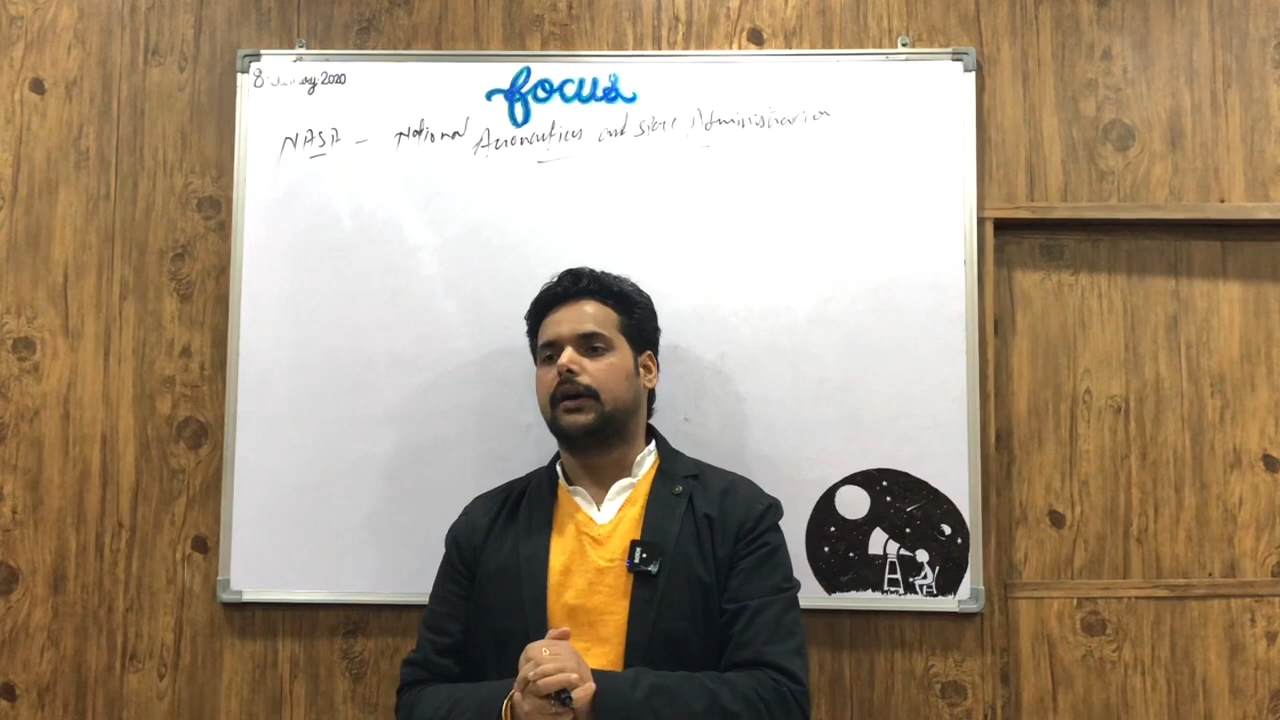 8 January 2020
focus
NASA - National Aeronautics and Space Administration